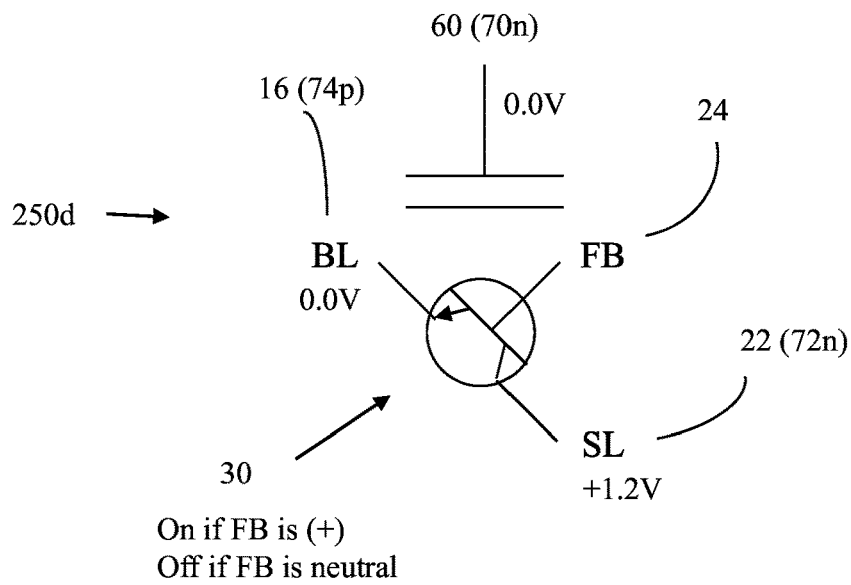 60 (70n)
16 (74p)
0.0V
24
250d
BL
FB
0.0V
22 (72n)
SL
30
+1.2V
On if FB is (+)
Off if FB is neutral